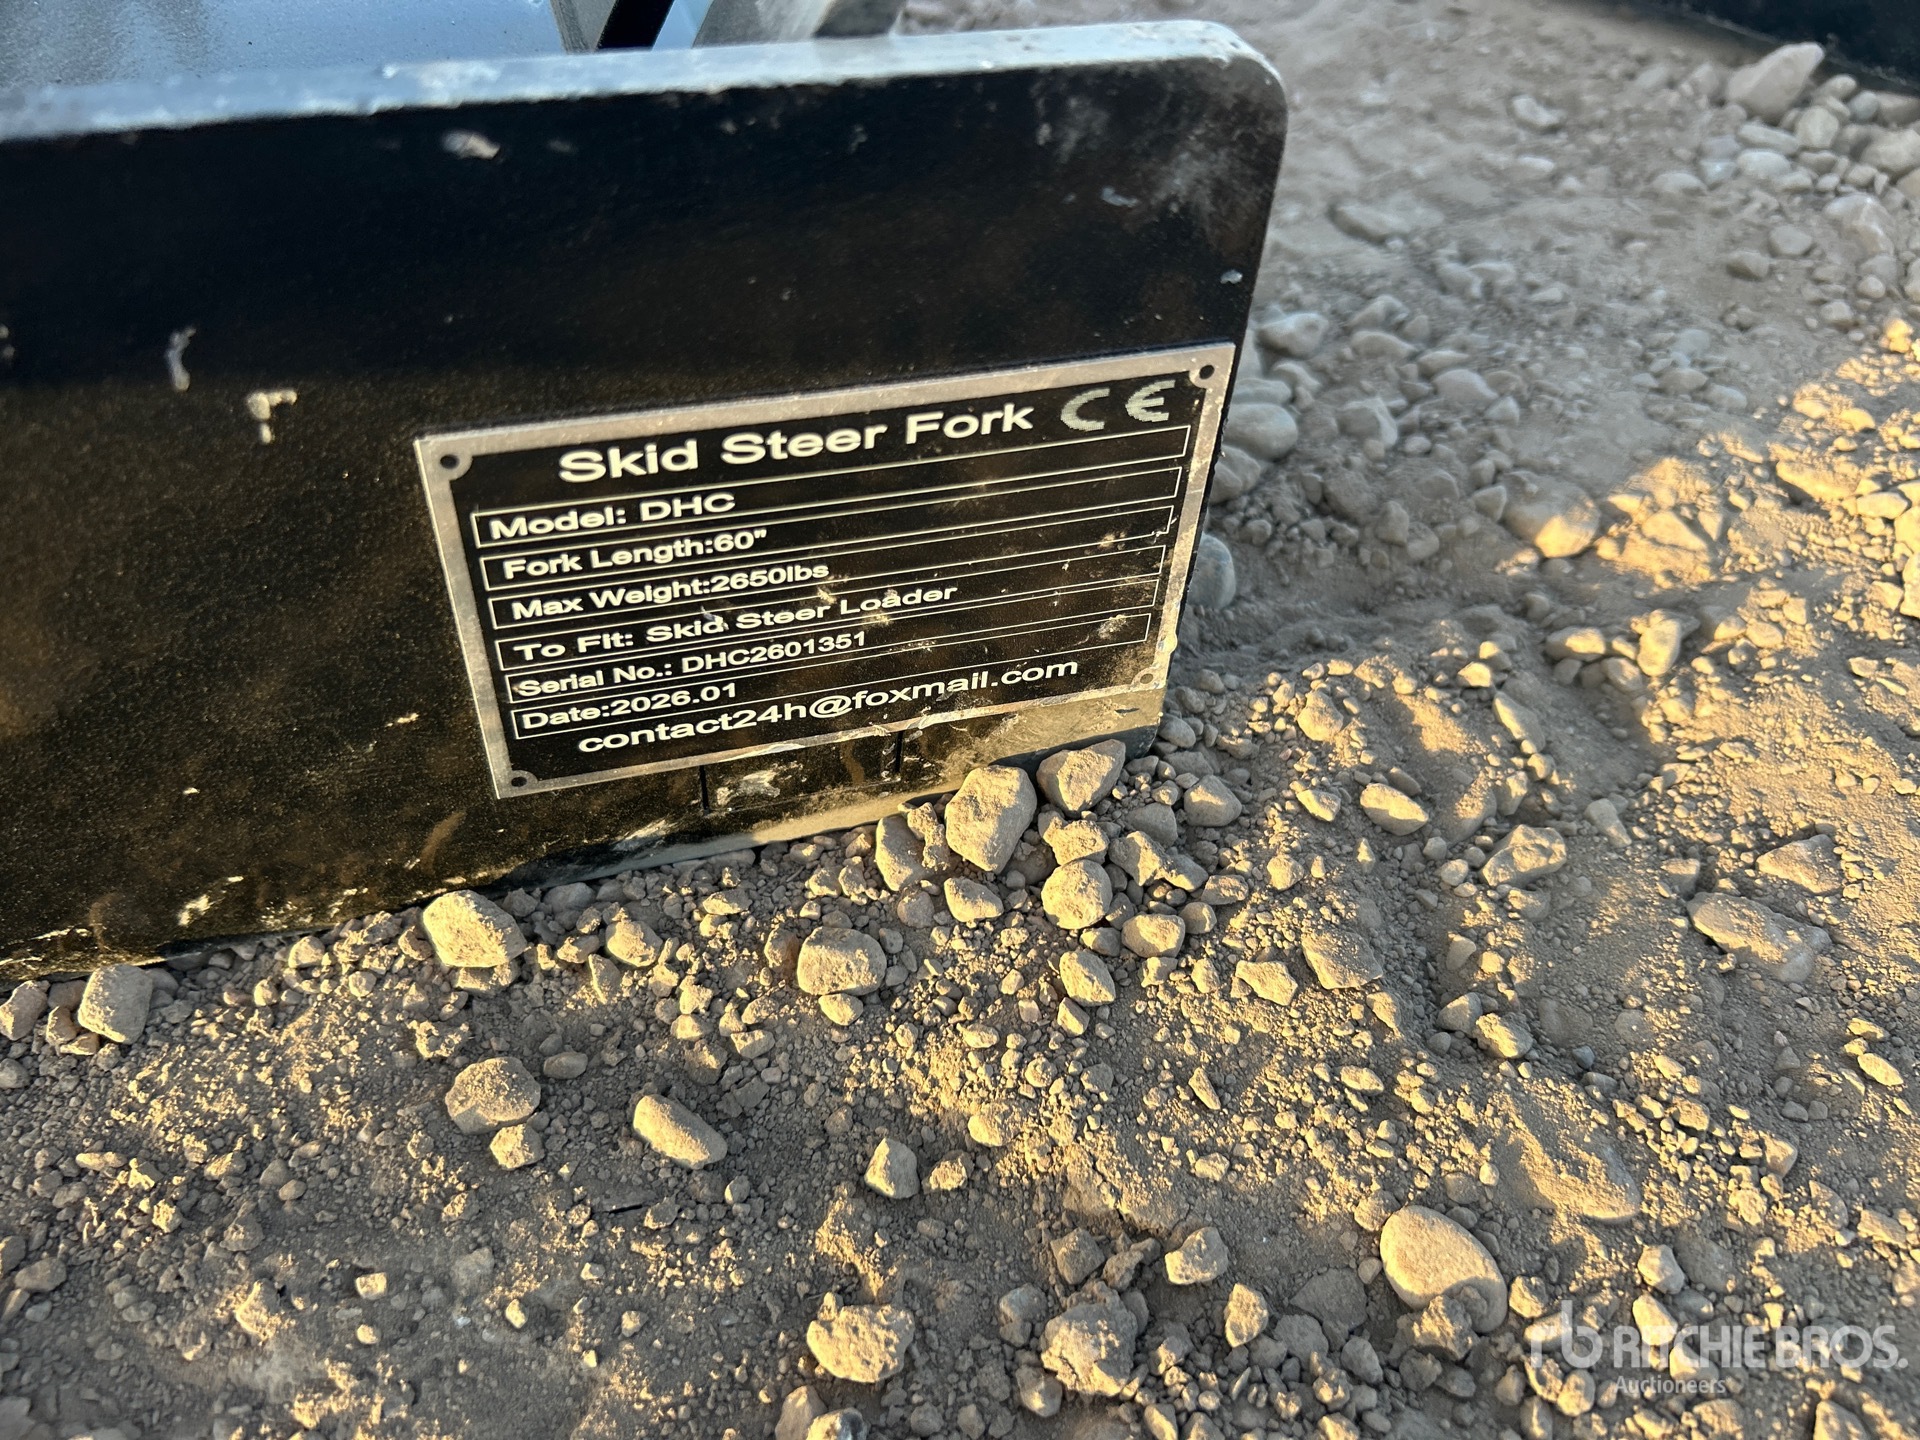 Skid Steer Fork CE
Model: DHC
Fork Length:60"
Max Weight:2650lbs
To Fit: Skid Steer Loader
Serial No.: DHC2601351
Date:2026.01
contact24h@foxmail.com
rb RITCHIE BROS.
Auctioneers